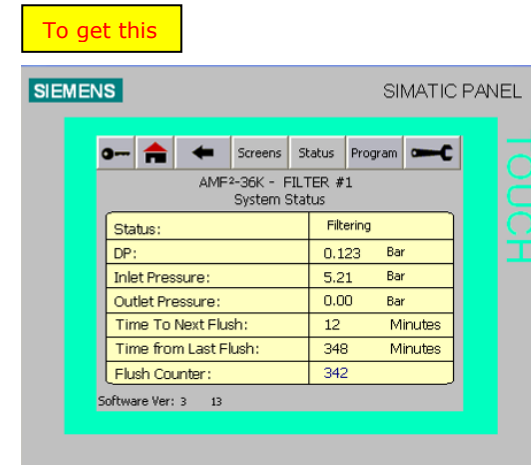 To get this
SIEMENS SIMATIC PANEL
TOUCH
Screens Status Program
AMF²-36K - FILTER #1
System Status
Status: Filtering
DP: 0.123 Bar
Inlet Pressure: 5.21 Bar
Outlet Pressure: 0.00 Bar
Time To Next Flush: 12 Minutes
Time from Last Flush: 348 Minutes
Flush Counter: 342
Software Ver: 3 13